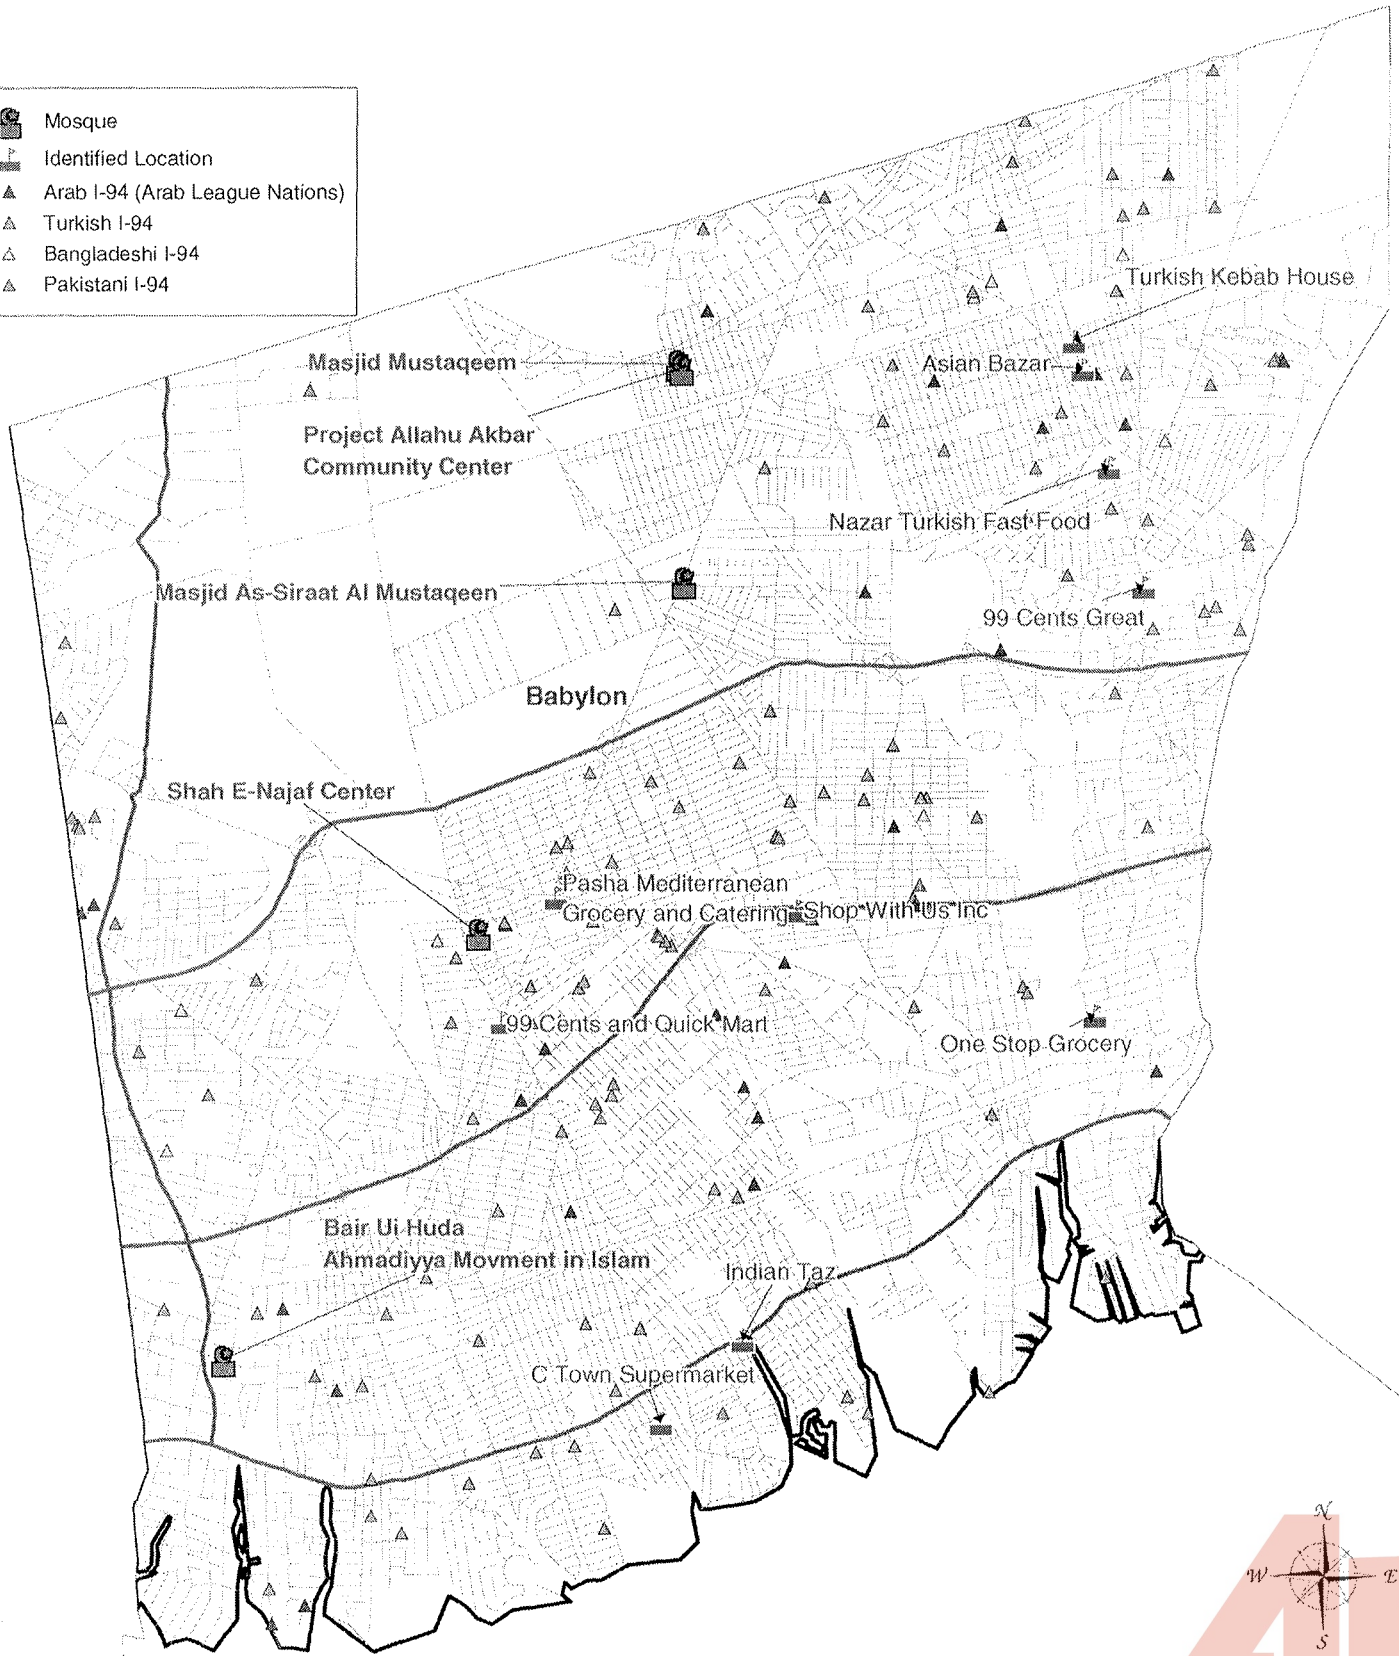 Mosque
Identified Location
Arab I-94 (Arab League Nations)
Turkish I-94
Bangladeshi I-94
Pakistani I-94
Turkish Kebab House
Masjid Mustaqeem
Asian Bazar
Project Allahu Akbar
Community Center
Nazar Turkish Fast Food
Masjid As-Siraat Al Mustaqeen
99 Cents Great
Babylon
Shah E-Najaf Center
Pasha Mediterranean
Grocery and Catering
Shop With Us Inc
99 Cents and Quick Mart
One Stop Grocery
Bair Ui Huda
Ahmadiyya Movment in Islam
Indian Taz
C Town Supermarket
N
W E
S